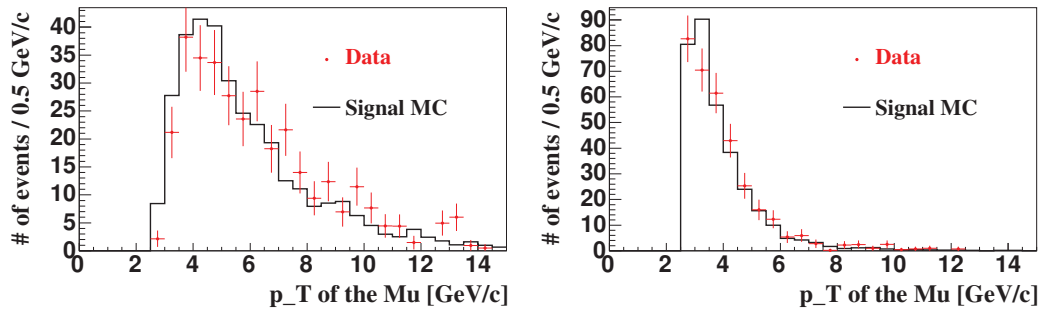 # of events / 0.5 GeV/c
40
35
30
25
20
15
10
5
0
Data
Signal MC
0 2 4 6 8 10 12 14
p_T of the Mu [GeV/c]
# of events / 0.5 GeV/c
90
80
70
60
50
40
30
20
10
0
Data
Signal MC
0 2 4 6 8 10 12 14
p_T of the Mu [GeV/c]